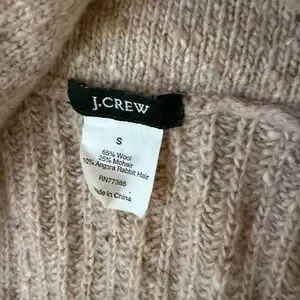 J.CREW
S
65% Wool
25% Mohair
10% Angora Rabbit Hair
RN77388
Made in China